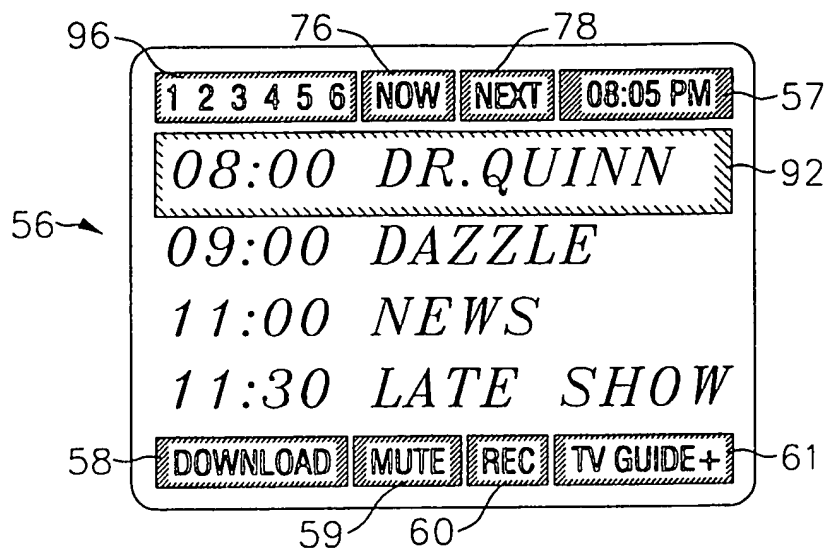 96 76 78
1 2 3 4 5 6 NOW NEXT 08:05 PM 57
08:00 DR.QUINN 92
56
09:00 DAZZLE
11:00 NEWS
11:30 LATE SHOW
58 DOWNLOAD MUTE REC TV GUIDE+ 61
59 60